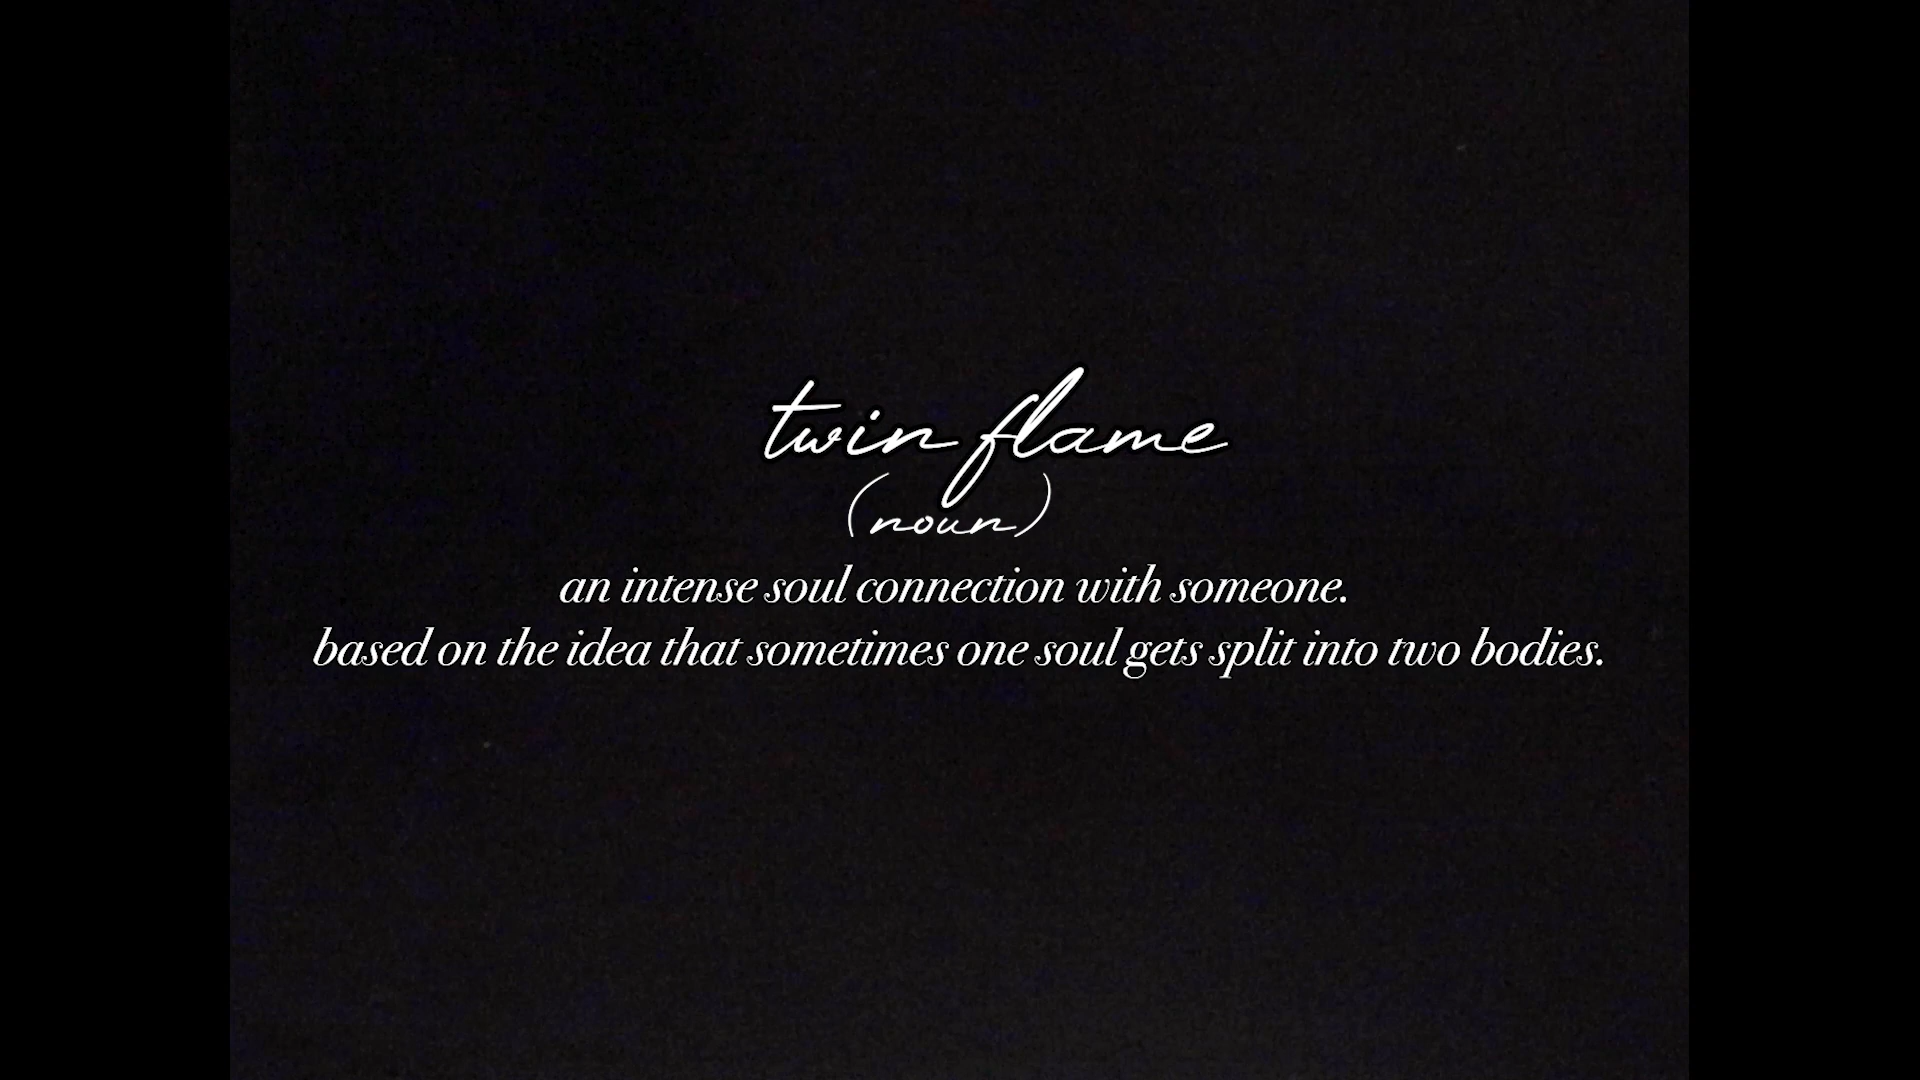 twin flame
(noun)
an intense soul connection with someone.
based on the idea that sometimes one soul gets split into two bodies.